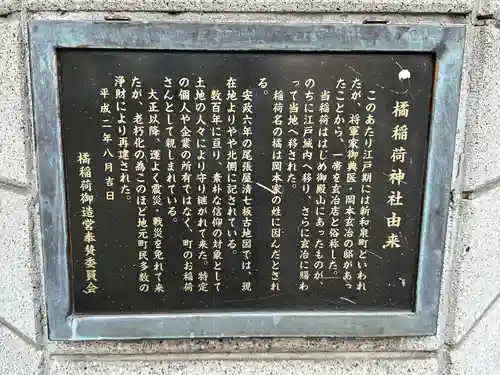 橘稲荷神社由来
このあたり江戸期には新和泉町といわれ
たが、将軍家御典医・岡本玄冶の邸があっ
たことから、一帯を玄冶店と俗称した。
当稲荷ははじめ御殿山にあったものが、
のちに江戸城内へ移り、さらに玄冶に賜わ
って当地へ移された。
稲荷名の橘は岡本家の姓に因んだとされ
る。
安政六年の尾張屋清七板古地図では、現
在地よりやや北側に記されている。
数百年に亘り、素朴な信仰の対象として
土地の人々により守り継がれて来た。特定
の個人や企業の所有ではなく、町のお稲荷
さんとして親しまれている。
大正以降、運よく震災、戦災を免れて来
たが、老朽化の為このほど地元町民多数の
浄財により再建された。
平成二年八月吉日
橘稲荷御造営奉賛委員会